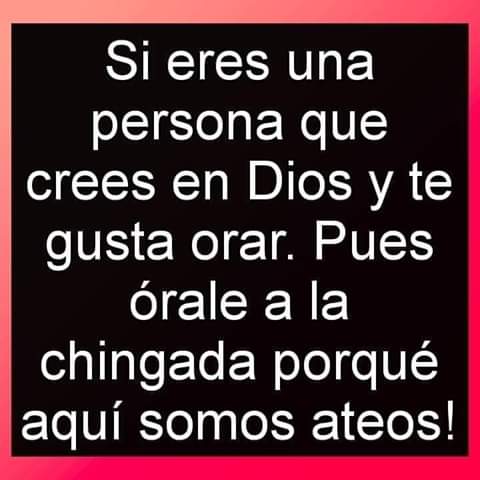 Si eres una
persona que
crees en Dios y te
gusta orar. Pues
órale a la
chingada porqué
aquí somos ateos!